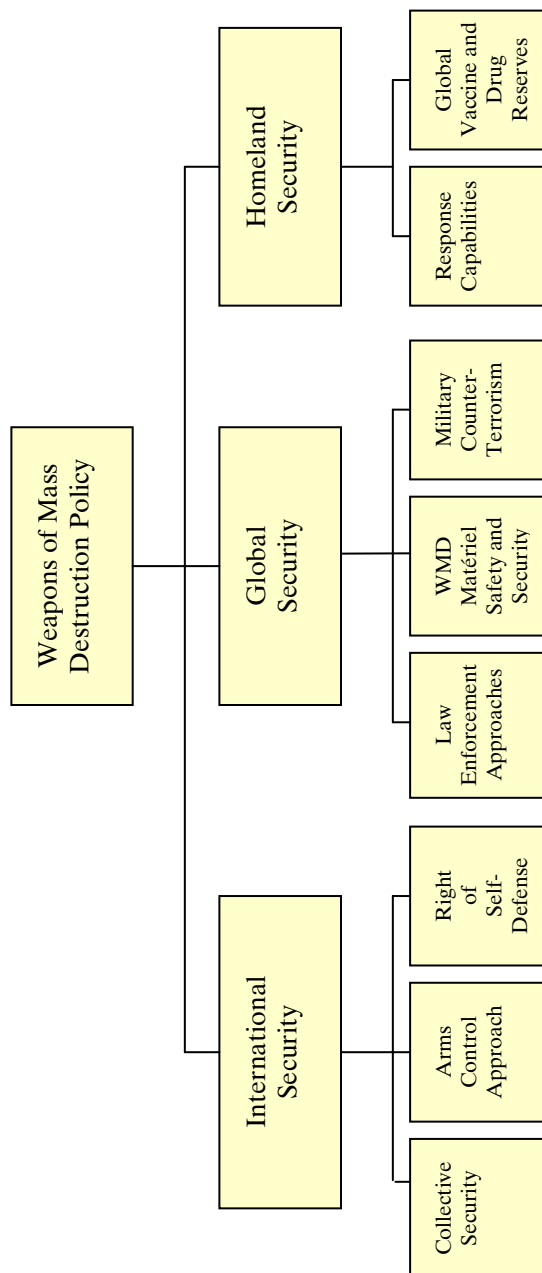 Weapons of Mass
Destruction Policy
International
Security
Global
Security
Homeland
Security
Collective
Security
Arms
Control
Approach
Right
of
Self-
Defense
Law
Enforcement
Approaches
WMD
Matériel
Safety and
Security
Military
Counter-
Terrorism
Response
Capabilities
Global
Vaccine and
Drug
Reserves